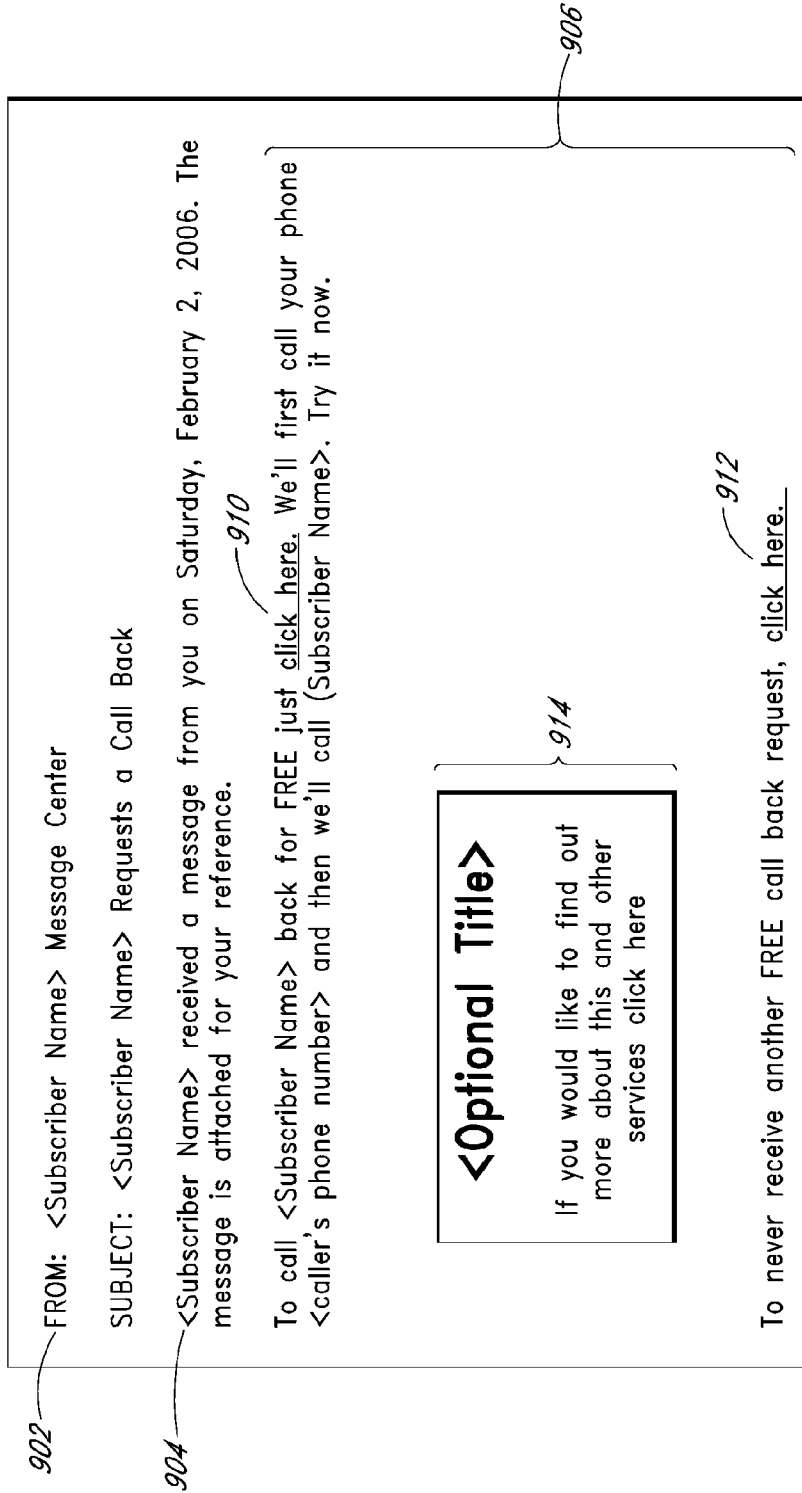 902
FROM: <Subscriber Name> Message Center
SUBJECT: <Subscriber Name> Requests a Call Back
904
<Subscriber Name> received a message from you on Saturday, February 2, 2006. The
message is attached for your reference.
910
To call <Subscriber Name> back for FREE just click here. We'll first call your phone
<caller's phone number> and then we'll call (Subscriber Name>. Try it now.
906
914
<Optional Title>
If you would like to find out
more about this and other
services click here
912
To never receive another FREE call back request, click here.